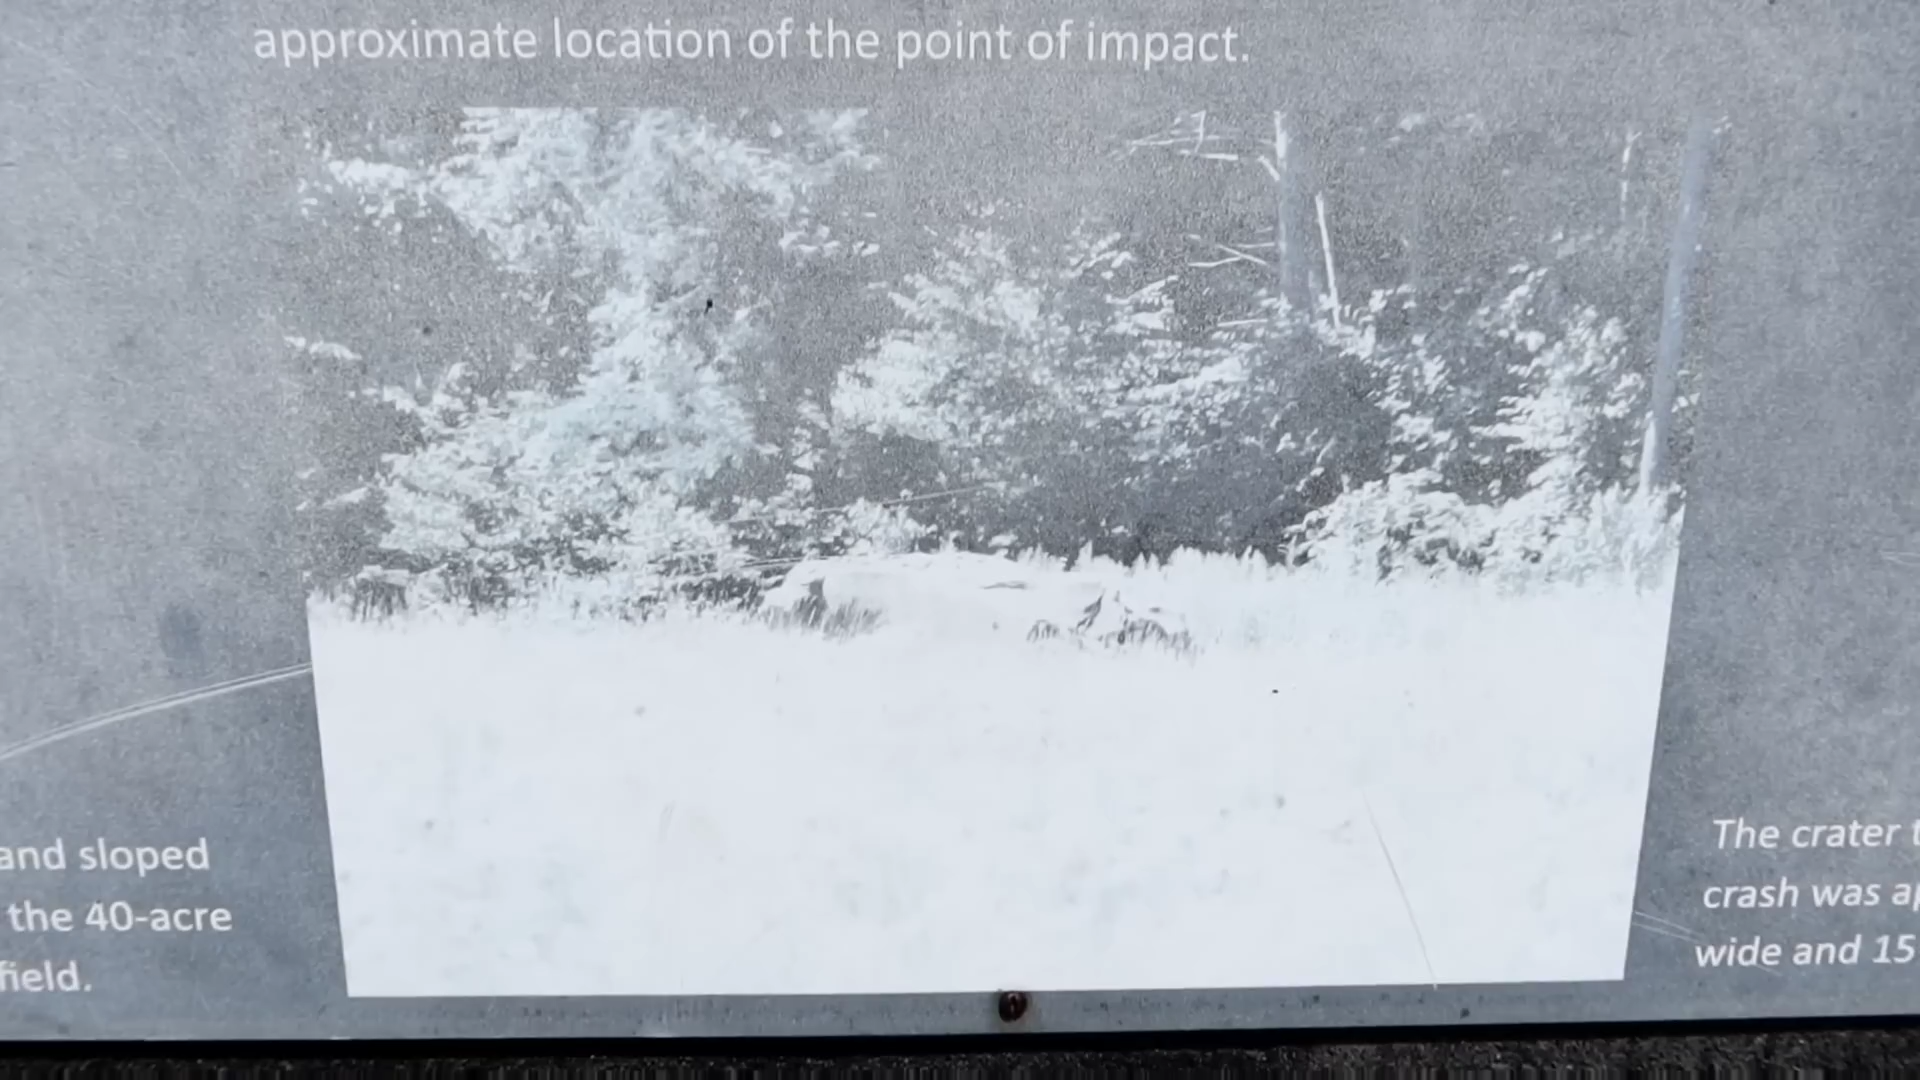 approximate location of the point of impact.
and sloped
the 40-acre
field.
The crater
crash was
wide and 15